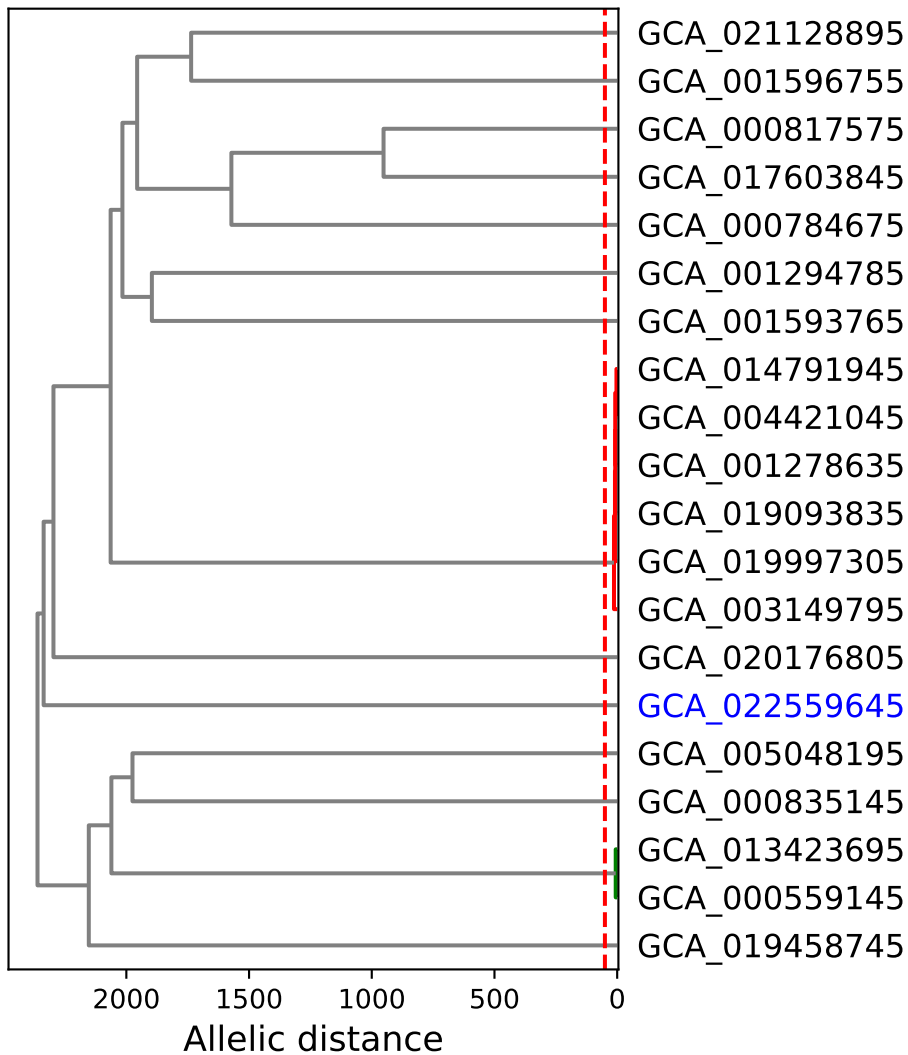 GCA_021128895
GCA_001596755
GCA_000817575
GCA_017603845
GCA_000784675
GCA_001294785
GCA_001593765
GCA_014791945
GCA_004421045
GCA_001278635
GCA_019093835
GCA_019997305
GCA_003149795
GCA_020176805
GCA_022559645
GCA_005048195
GCA_000835145
GCA_013423695
GCA_000559145
GCA_019458745
2000 1500 1000 500 0
Allelic distance